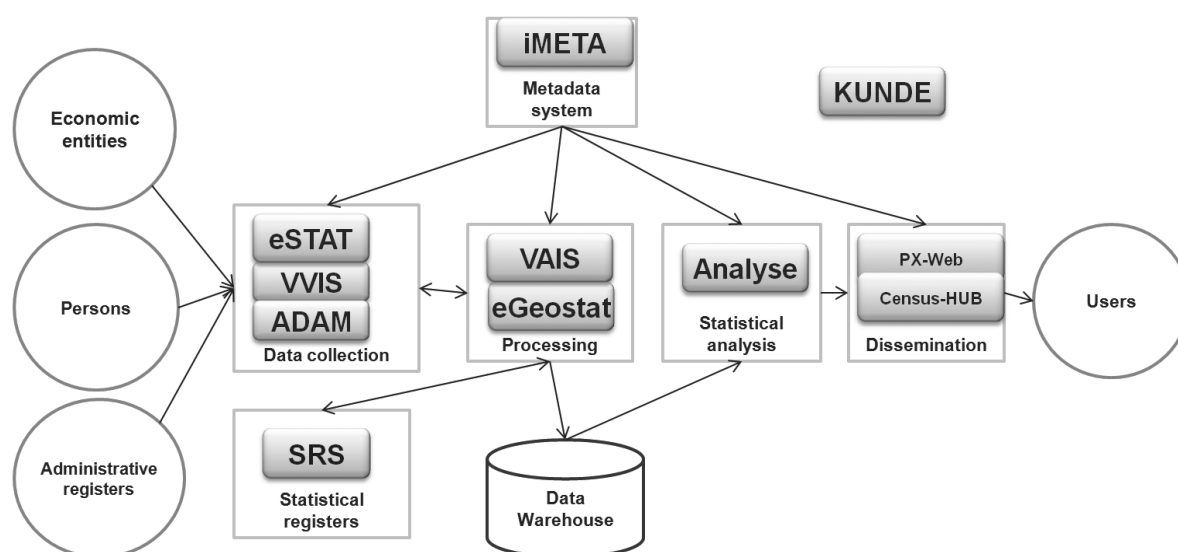 iMETA
Metadata
system
KUNDE
Economic
entities
Persons
Administrative
registers
eSTAT
VVIS
ADAM
Data collection
VAIS
eGeostat
Processing
Analyse
Statistical
analysis
PX-Web
Census-HUB
Dissemination
Users
SRS
Statistical
registers
Data
Warehouse